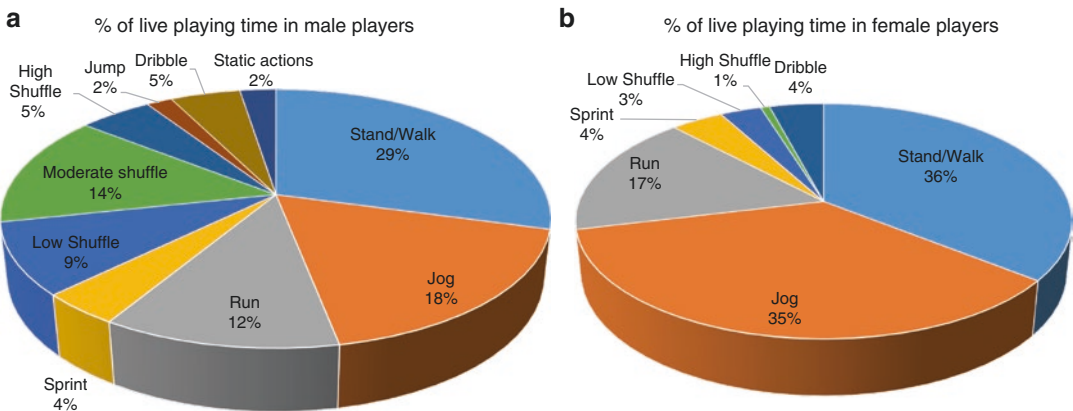 a
% of live playing time in male players
High
Shuffle
5%
Jump
2%
Dribble
5%
Static actions
2%
Stand/Walk
29%
Moderate shuffle
14%
Low Shuffle
9%
Jog
18%
Run
12%
Sprint
4%
b
% of live playing time in female players
High Shuffle
1%
Dribble
4%
Low Shuffle
3%
Sprint
4%
Run
17%
Stand/Walk
36%
Jog
35%